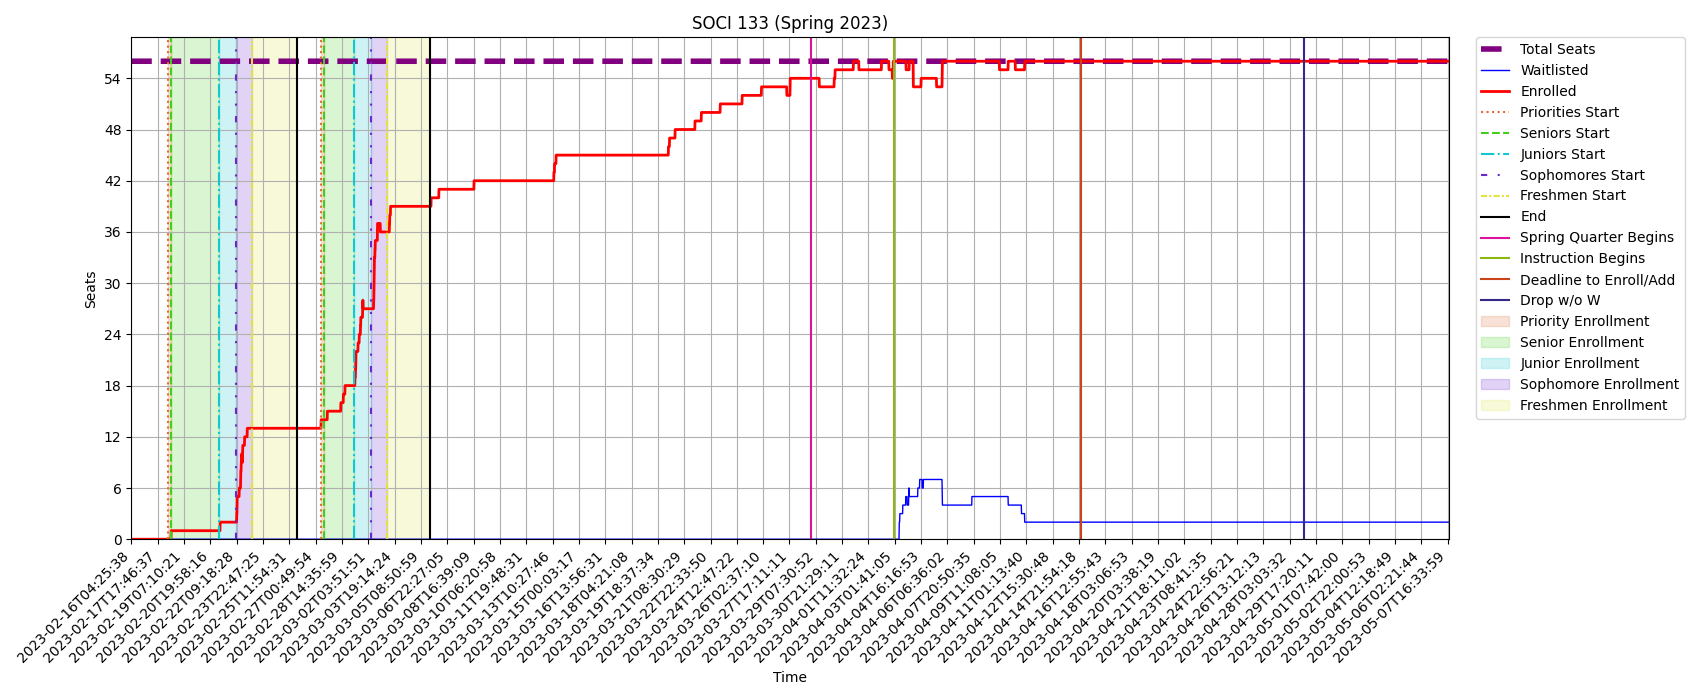 SOCI 133 (Spring 2023)
Seats
54
48
42
36
30
24
18
12
6
0
2023-02-16T04:25:38
2023-02-17T17:46:37
2023-02-19T07:10:21
2023-02-20T19:58:16
2023-02-22T09:18:28
2023-02-23T22:47:25
2023-02-25T11:54:31
2023-02-27T00:49:54
2023-02-28T14:35:59
2023-03-02T03:51:51
2023-03-03T19:14:24
2023-03-05T08:50:59
2023-03-06T22:27:05
2023-03-08T16:39:09
2023-03-10T06:20:58
2023-03-11T19:48:31
2023-03-13T10:27:46
2023-03-15T00:03:17
2023-03-16T13:56:31
2023-03-18T04:21:08
2023-03-19T18:37:34
2023-03-21T08:30:29
2023-03-22T22:33:50
2023-03-24T12:47:22
2023-03-26T02:37:10
2023-03-27T17:11:11
2023-03-29T07:30:52
2023-03-30T21:29:11
2023-04-01T11:32:24
2023-04-03T01:41:05
2023-04-04T16:16:53
2023-04-06T06:36:02
2023-04-07T20:50:35
2023-04-09T11:08:05
2023-04-11T01:13:40
2023-04-12T15:30:48
2023-04-14T21:54:18
2023-04-16T12:55:43
2023-04-18T03:06:53
2023-04-20T03:38:19
2023-04-21T18:11:02
2023-04-23T08:41:35
2023-04-24T22:56:21
2023-04-26T13:12:13
2023-04-28T03:03:32
2023-04-29T17:20:11
2023-05-01T07:42:00
2023-05-02T22:00:53
2023-05-04T12:18:49
2023-05-06T02:21:44
2023-05-07T16:33:59
Time
Total Seats
Waitlisted
Enrolled
Priorities Start
Seniors Start
Juniors Start
Sophomores Start
Freshmen Start
End
Spring Quarter Begins
Instruction Begins
Deadline to Enroll/Add
Drop w/o W
Priority Enrollment
Senior Enrollment
Junior Enrollment
Sophomore Enrollment
Freshmen Enrollment